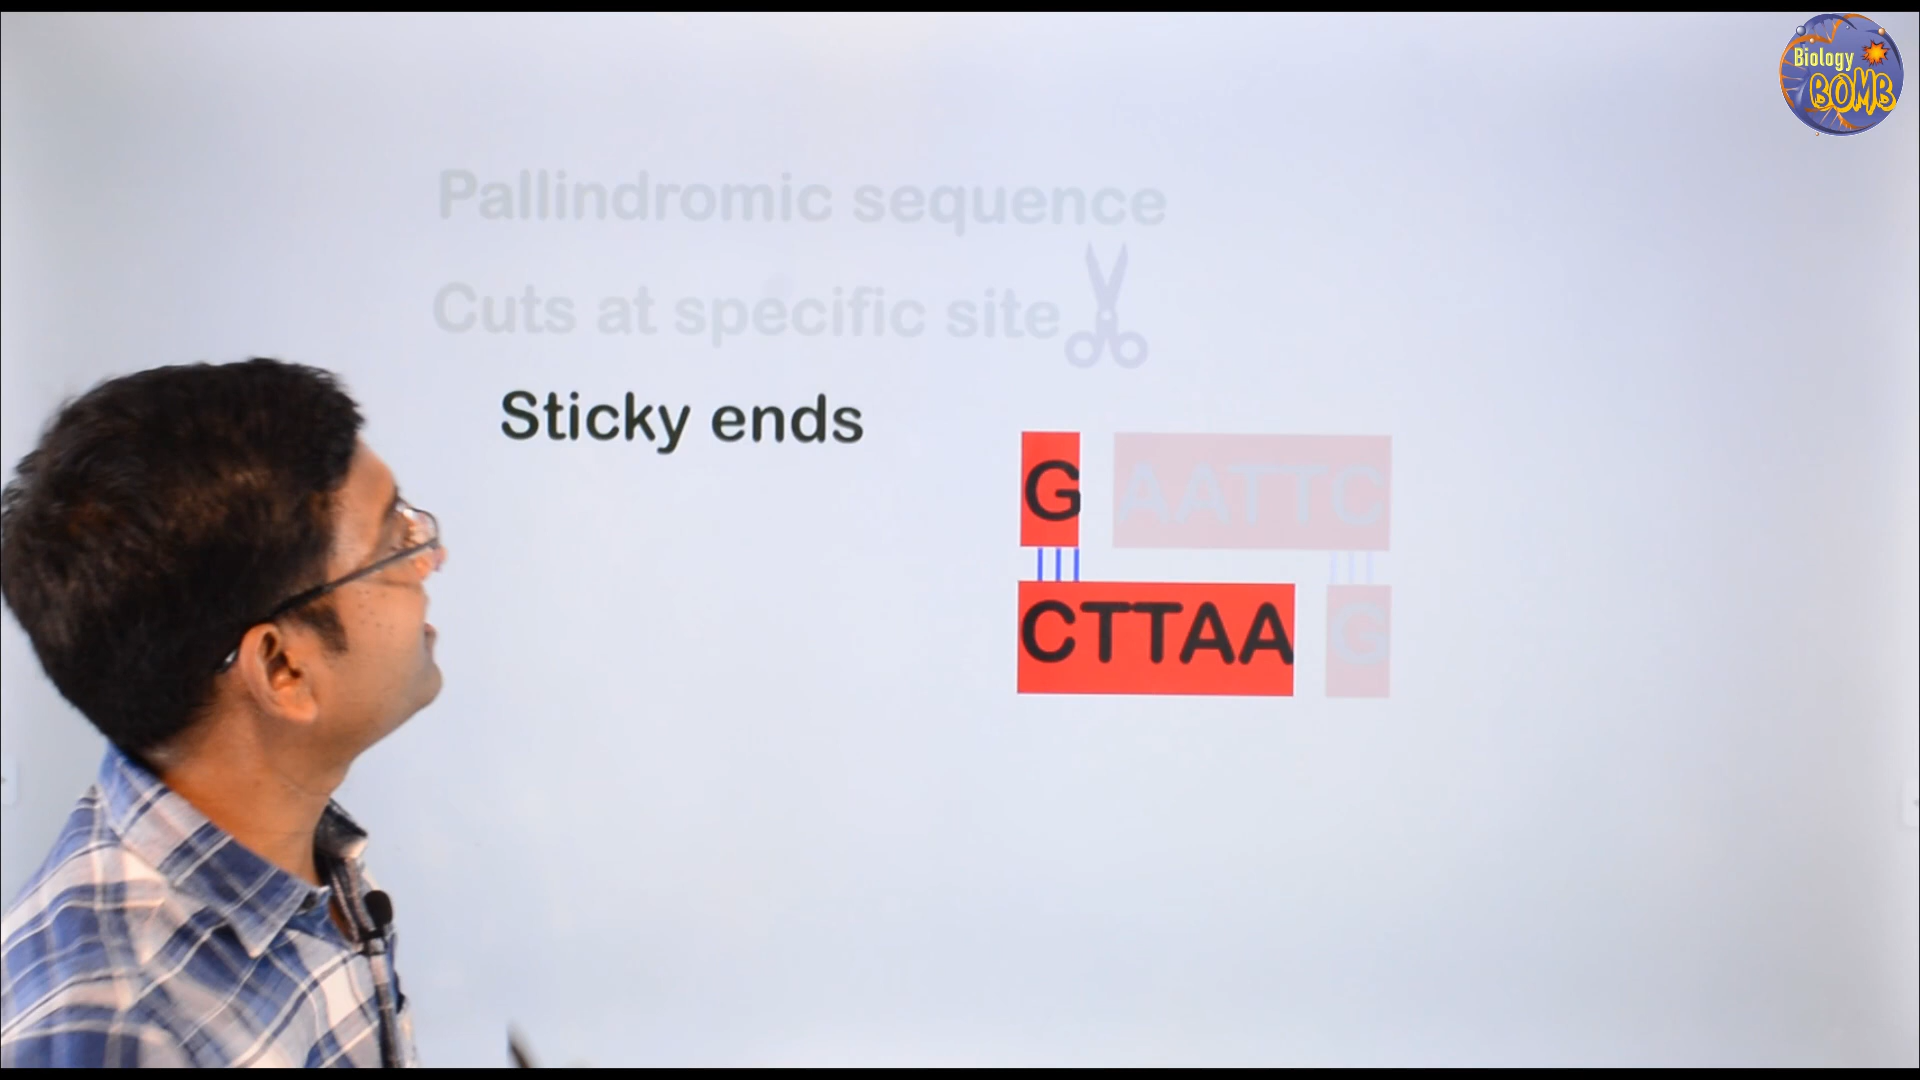 Biology
BOMB
Pallindromic sequence
Cuts at specific site
Sticky ends
G AATTC
CTTAA G